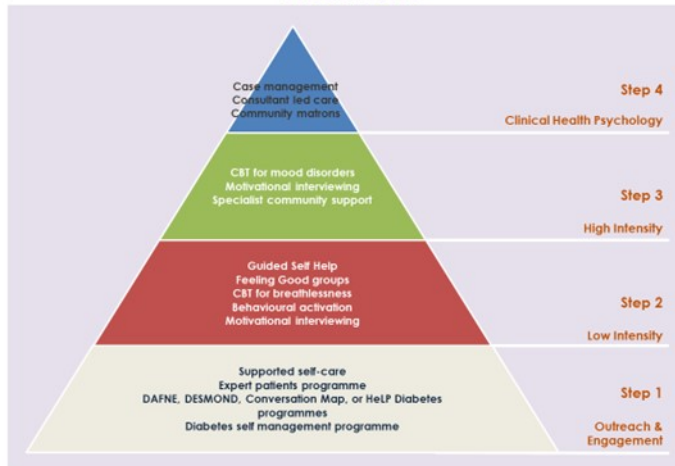 Case management
Consultant led care
Community matrons
Step 4
Clinical Health Psychology
CBT for mood disorders
Motivational interviewing
Specialist community support
Step 3
High Intensity
Guided Self Help
Feeling Good groups
CBT for breathlessness
Behavioural activation
Motivational interviewing
Step 2
Low Intensity
Supported self-care
Expert patients programme
DAFNE, DESMOND, Conversation Map, or HeLP Diabetes
programmes
Diabetes self management programme
Step 1
Outreach &
Engagement